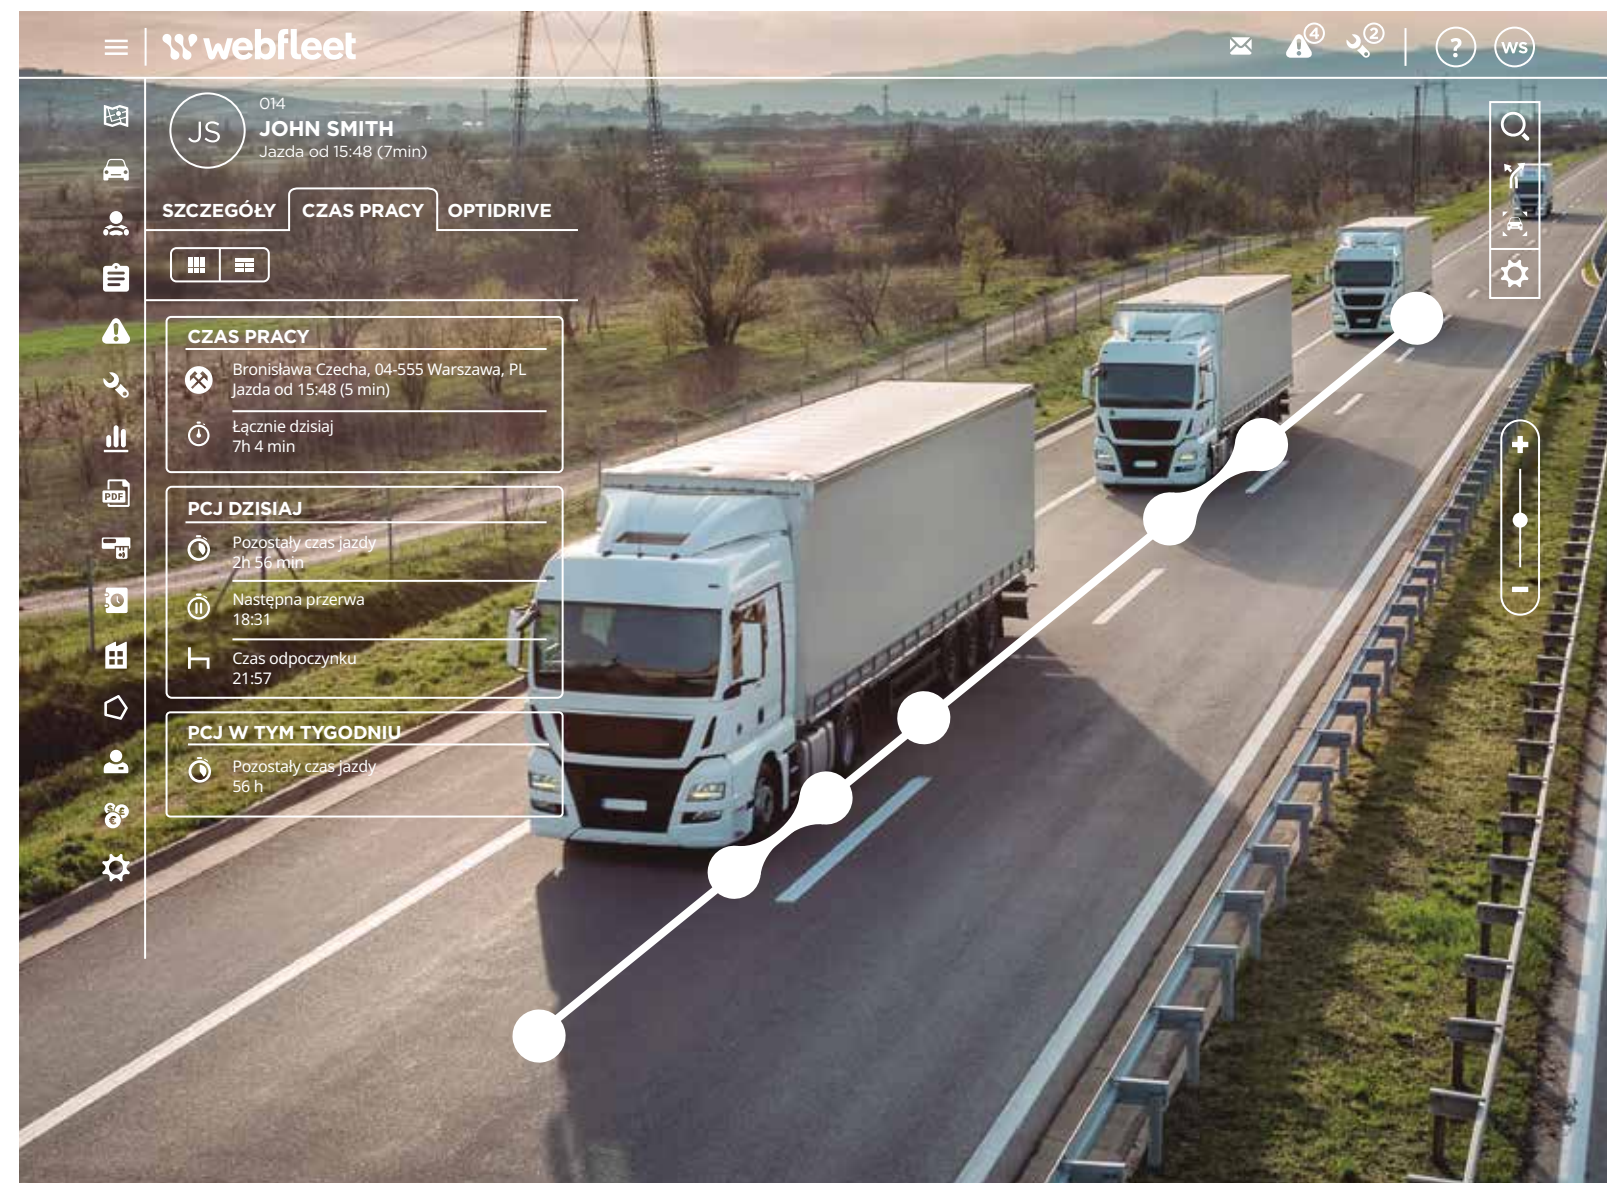 webfleet
4
2
?
WS
JS
014
JOHN SMITH
Jazda od 15:48 (7min)
SZCZEGÓŁY
CZAS PRACY
OPTIDRIVE
CZAS PRACY
Bronisława Czecha, 04-555 Warszawa, PL
Jazda od 15:48 (5 min)
Łącznie dzisiaj
7h 4 min
PDF
PCJ DZISIAJ
Pozostały czas jazdy
2h 56 min
Następna przerwa
18:31
Czas odpoczynku
21:57
PCJ W TYM TYGODNIU
Pozostały czas jazdy
56 h